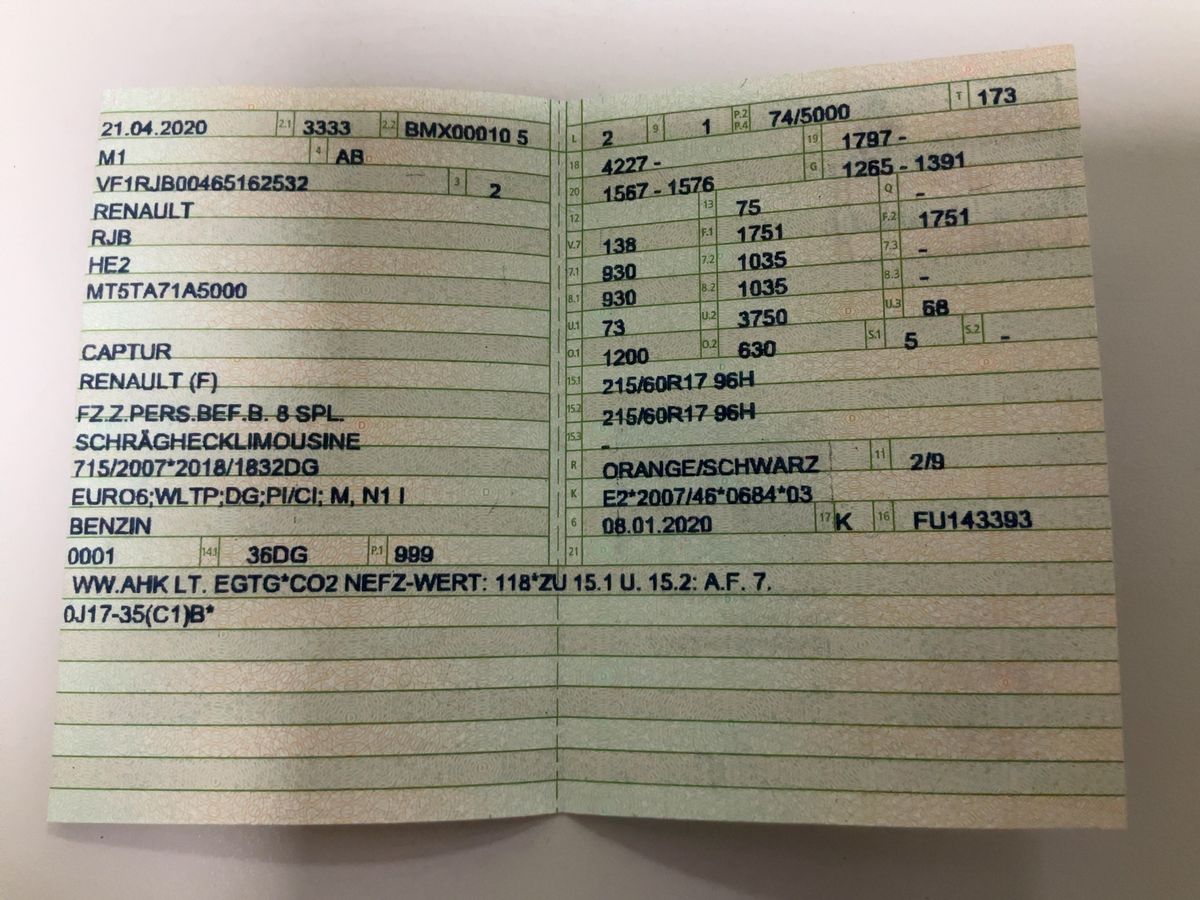 21.04.2020 2.1 3333 2.2 BMX00010 5
M1 4 AB
VF1RJB00465162532 3 2
RENAULT
RJB
HE2
MT5TA71A5000
CAPTUR
RENAULT (F)
FZ.Z.PERS.BEF.B. 8 SPL.
SCHRÄGHECKLIMOUSINE
715/2007*2018/1832DG
EURO6;WLTP;DG;PI/CI; M, N1 I
BENZIN
0001 14.1 36DG P.1 999
L 2 9 1 P.2 P.4 74/5000 T 173
18 4227 - 19 1797 -
20 1567 - 1576 G 1265 - 1391
12 13 75 Q -
V.7 138 F.1 1751 F.2 1751
7.1 930 7.2 1035 7.3 -
8.1 930 8.2 1035 8.3 -
U.1 73 U.2 3750 U.3 68
O.1 1200 O.2 630 S.1 5 S.2 -
15.1 215/60R17 96H
15.2 215/60R17 96H
15.3 -
R ORANGE/SCHWARZ 11 2/9
K E2*2007/46*0684*03
6 08.01.2020 17 K 16 FU143393
21
WW.AHK LT. EGTG*CO2 NEFZ-WERT: 118*ZU 15.1 U. 15.2: A.F. 7.
0J17-35(C1)B*